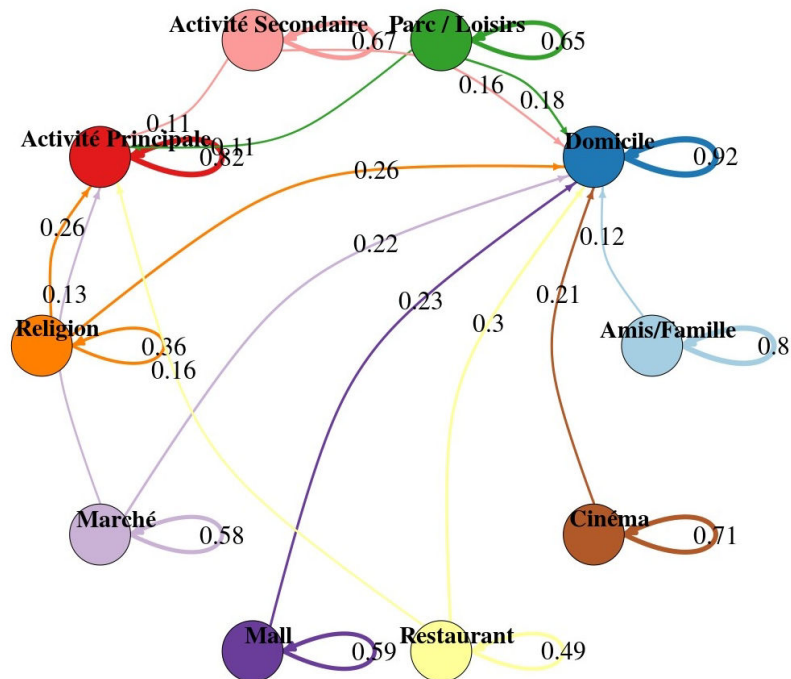 Activité Secondaire
Parc / Loisirs
0.67
0.65
0.16
0.18
0.11
Activité Principale
0.82
0.11
Domicile
0.92
0.26
0.26
0.22
0.12
0.13
0.23
0.21
0.3
Religion
0.36
0.16
Amis/Famille
0.8
Marché
0.58
Cinéma
0.71
Mall
0.59
Restaurant
0.49